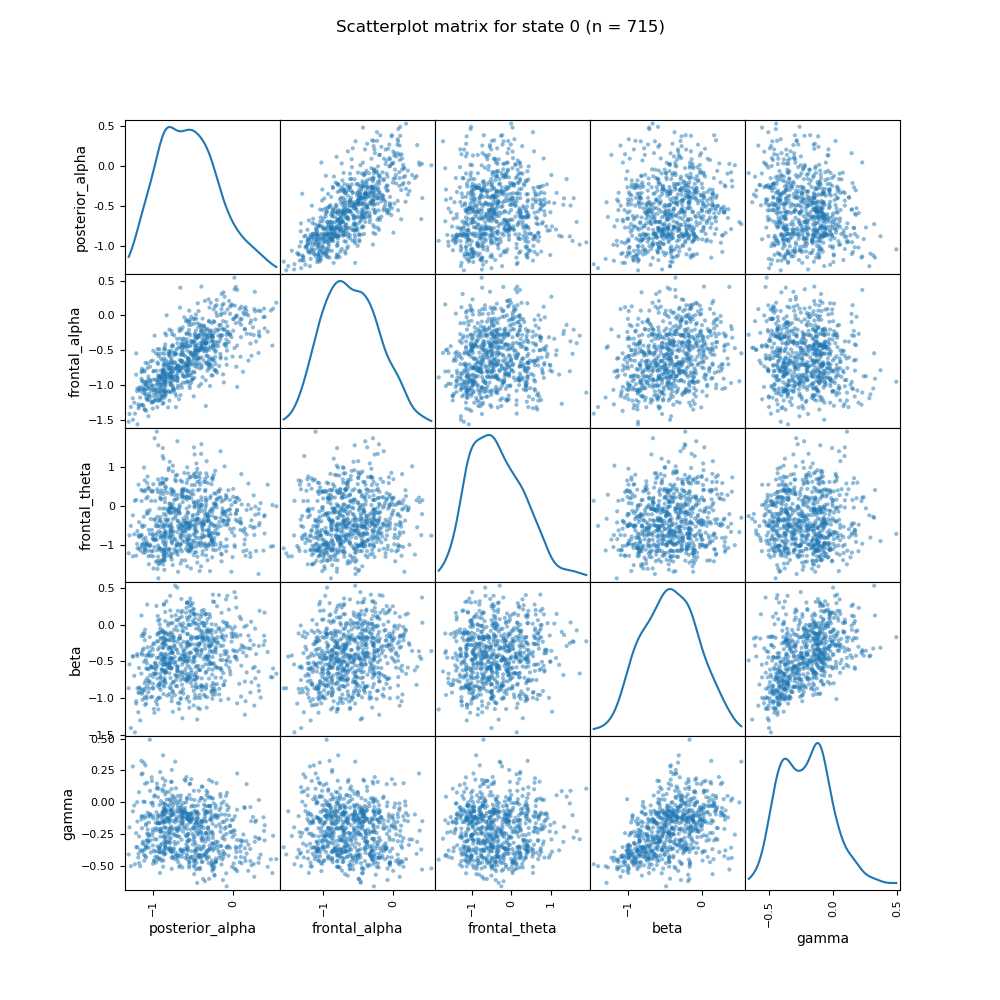 Scatterplot matrix for state 0 (n = 715)
posterior_alpha
0.5
0.0
-0.5
-1.0
frontal_alpha
0.5
0.0
−0.5
−1.0
−1.5
frontal_theta
1
0
−1
beta
0.5
0.0
−0.5
−1.0
−1.5
gamma
0.50
0.25
0.00
−0.25
−0.50
−1 0 −1 0 −1 0 1 −1 0 −0.5 0.0 0.5
posterior_alpha frontal_alpha frontal_theta beta gamma